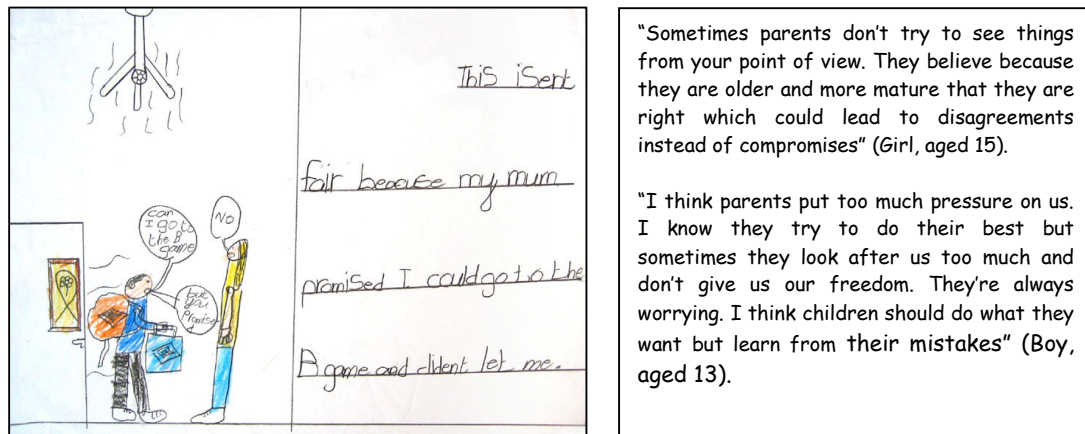 can
I go to
the B
game
NO
but
you
Promised
This iSent
fair because my mum
promised I could go to the
B game and dident let me.
“Sometimes parents don’t try to see things
from your point of view. They believe because
they are older and more mature that they are
right which could lead to disagreements
instead of compromises” (Girl, aged 15).
“I think parents put too much pressure on us.
I know they try to do their best but
sometimes they look after us too much and
don’t give us our freedom. They’re always
worrying. I think children should do what they
want but learn from their mistakes” (Boy,
aged 13).